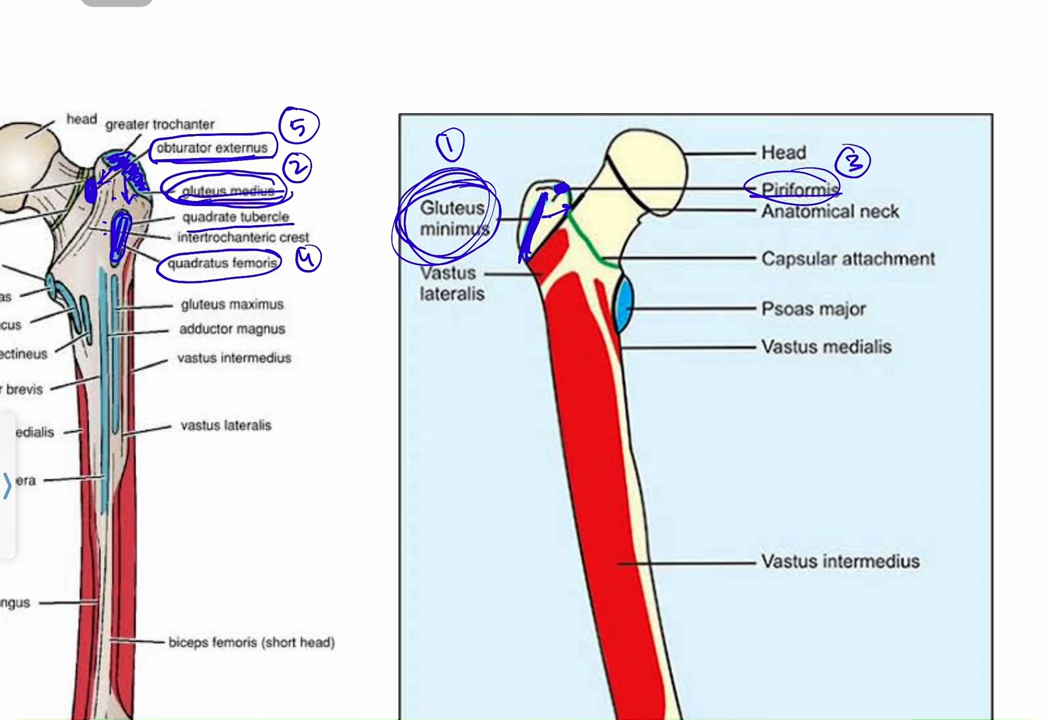 head
greater trochanter
5
obturator externus
2
gluteus medius
quadrate tubercle
intertrochanteric crest
quadratus femoris
4
as
cus
gluteus maximus
adductor magnus
ectineus
vastus intermedius
r brevis
edialis
vastus lateralis
era
ngus
biceps femoris (short head)
1
Head
3
Piriformis
Gluteus
minimus
Anatomical neck
Capsular attachment
Vastus
lateralis
Psoas major
Vastus medialis
Vastus intermedius